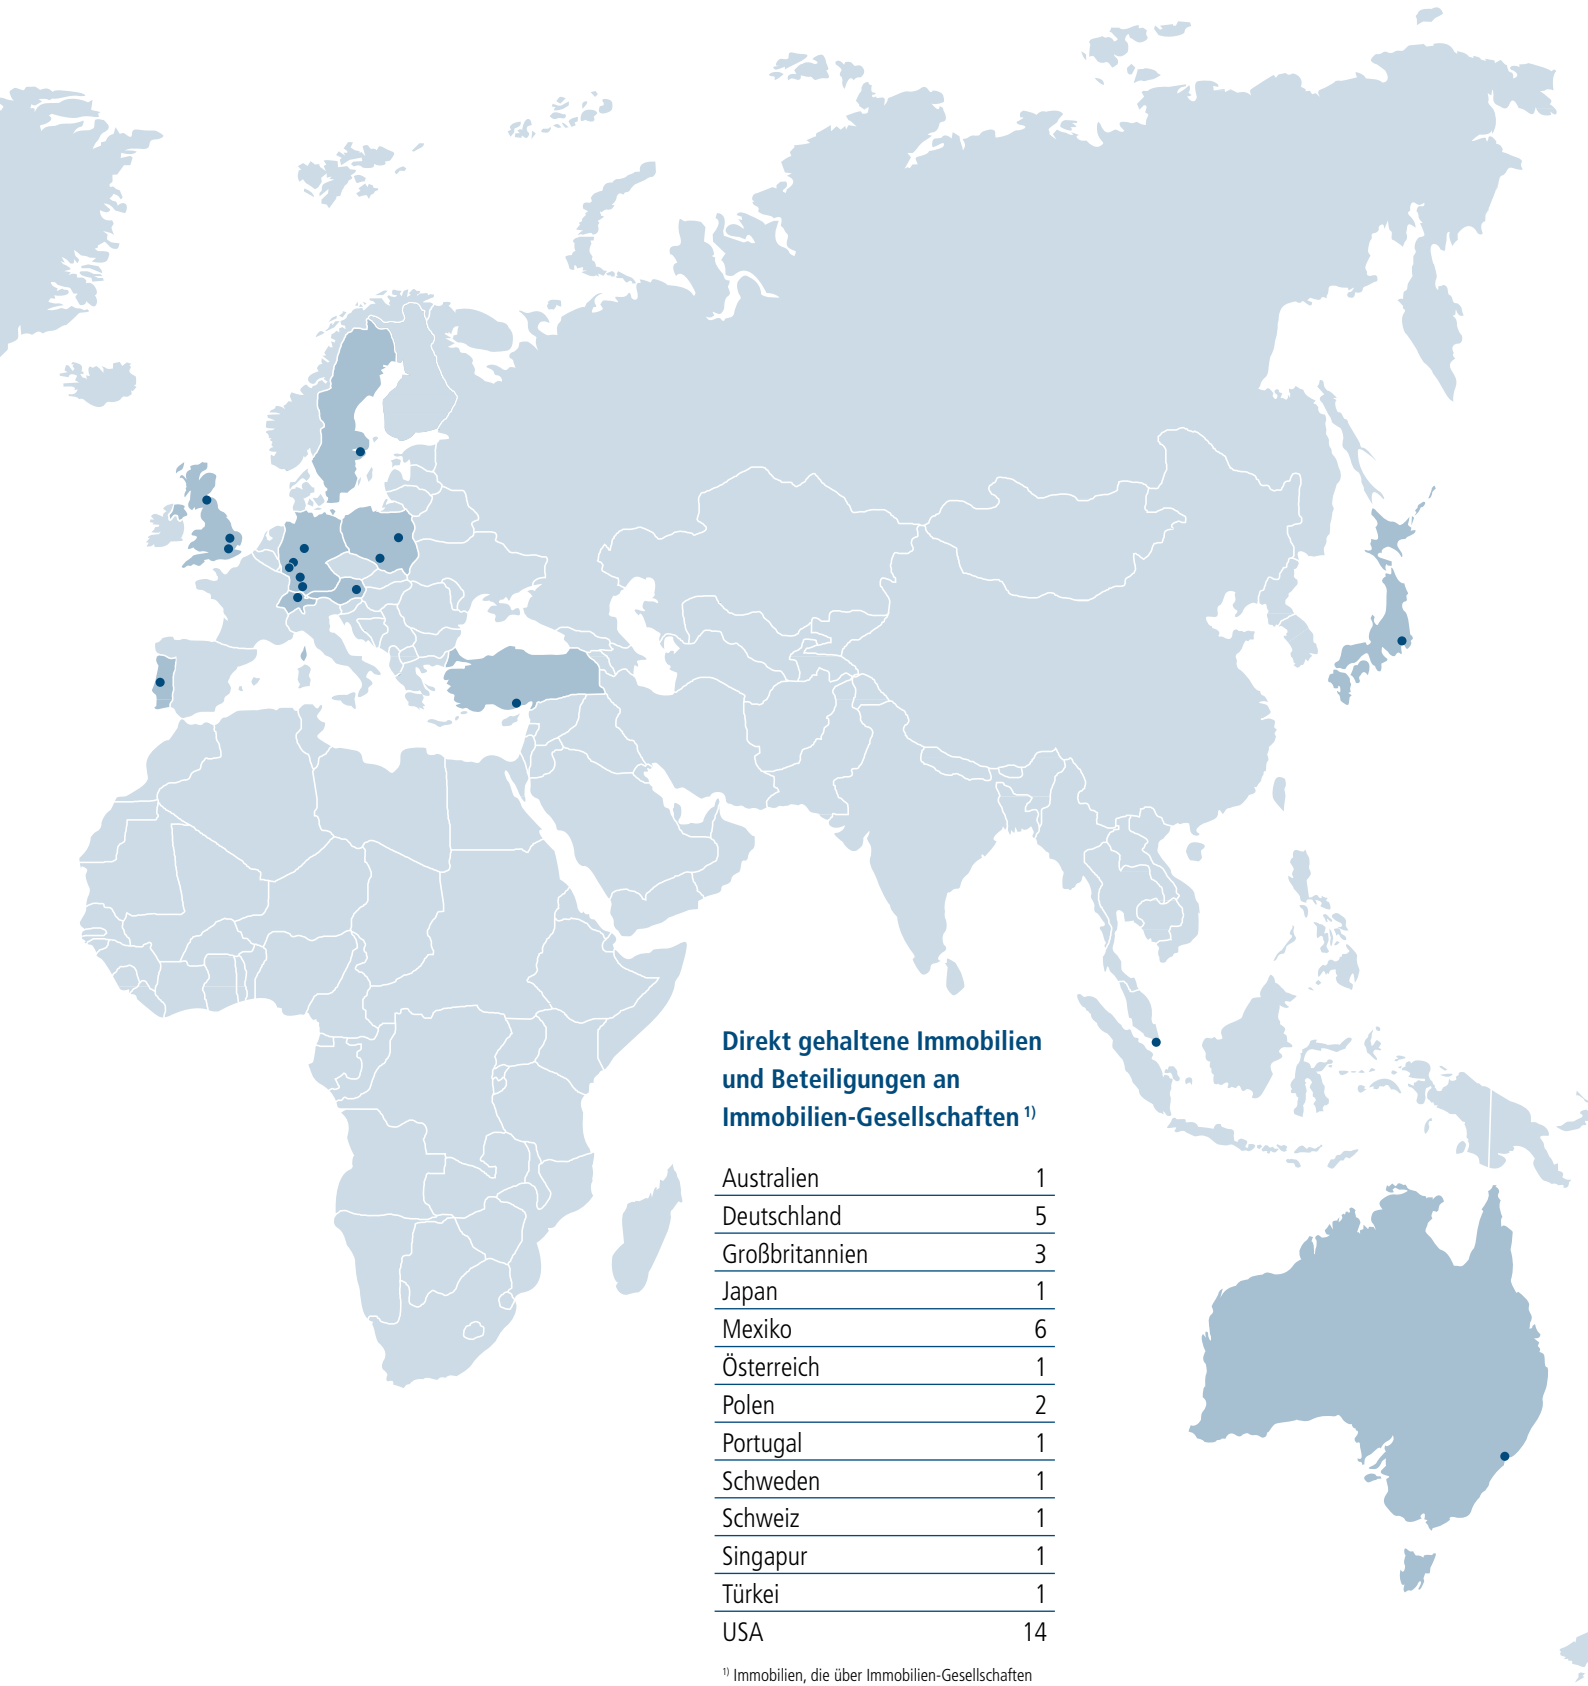 Direkt gehaltene Immobilien
und Beteiligungen an
Immobilien-Gesellschaften 1)
Australien 1
Deutschland 5
Großbritannien 3
Japan 1
Mexiko 6
Österreich 1
Polen 2
Portugal 1
Schweden 1
Schweiz 1
Singapur 1
Türkei 1
USA 14
1) Immobilien, die über Immobilien-Gesellschaften